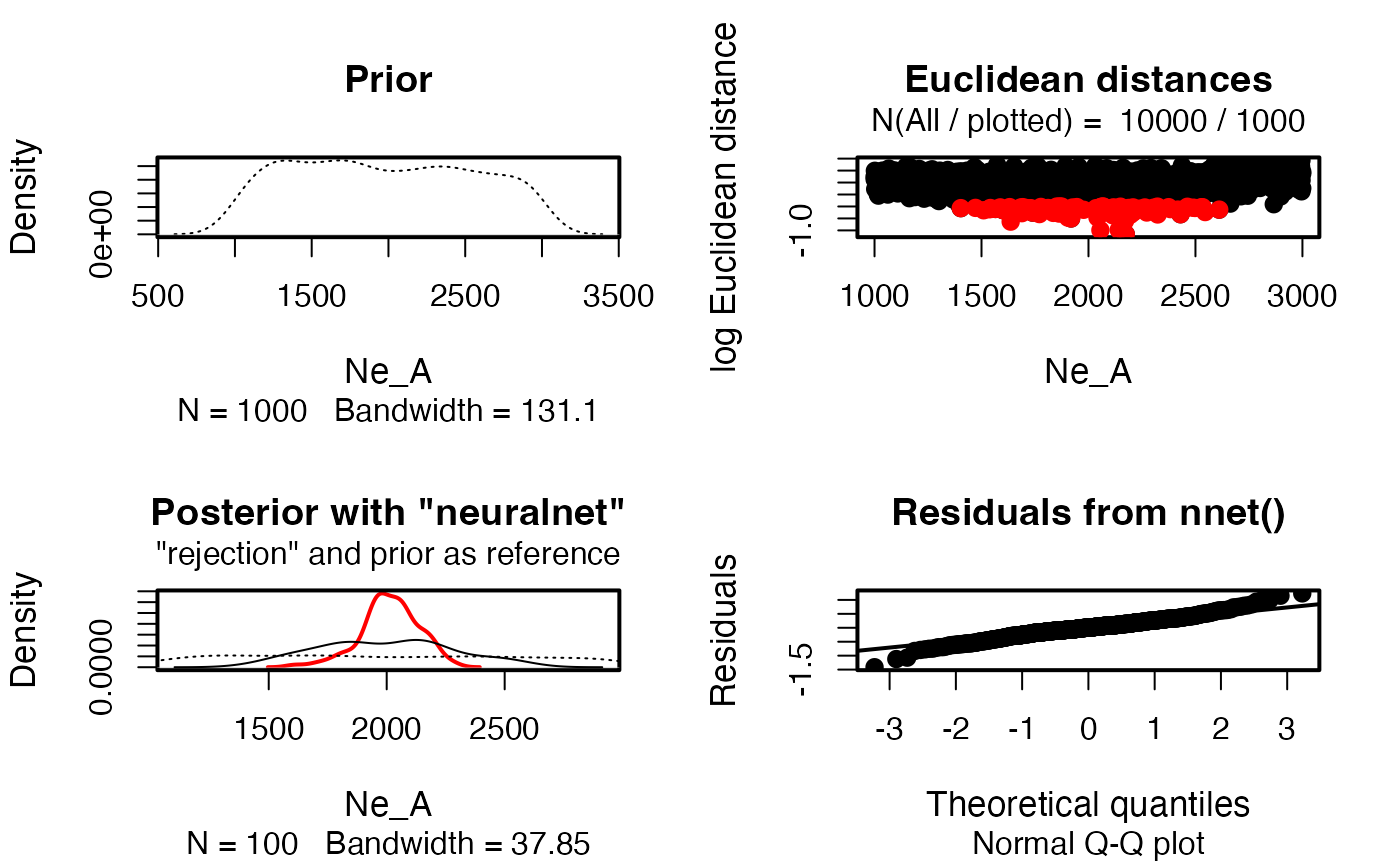 Prior
Density
0e+00
500 1500 2500 3500
Ne_A
N = 1000 Bandwidth = 131.1
Euclidean distances
N(All / plotted) = 10000 / 1000
log Euclidean distance
-1.0
1000 1500 2000 2500 3000
Ne_A
Posterior with "neuralnet"
"rejection" and prior as reference
Density
0.0000
1500 2000 2500
Ne_A
N = 100 Bandwidth = 37.85
Residuals from nnet()
Residuals
-1.5
-3 -2 -1 0 1 2 3
Theoretical quantiles
Normal Q-Q plot